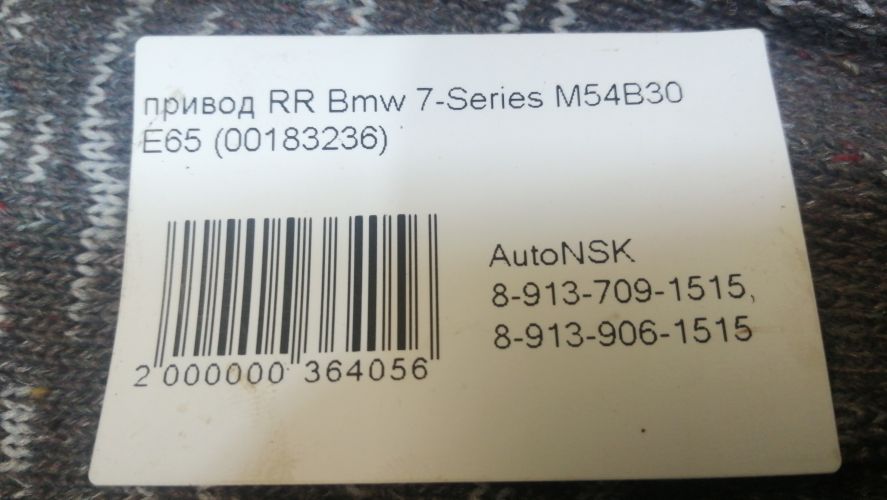 привод RR Bmw 7-Series M54B30
E65 (00183236)
AutoNSK
8-913-709-1515,
8-913-906-1515
2 000000 364056